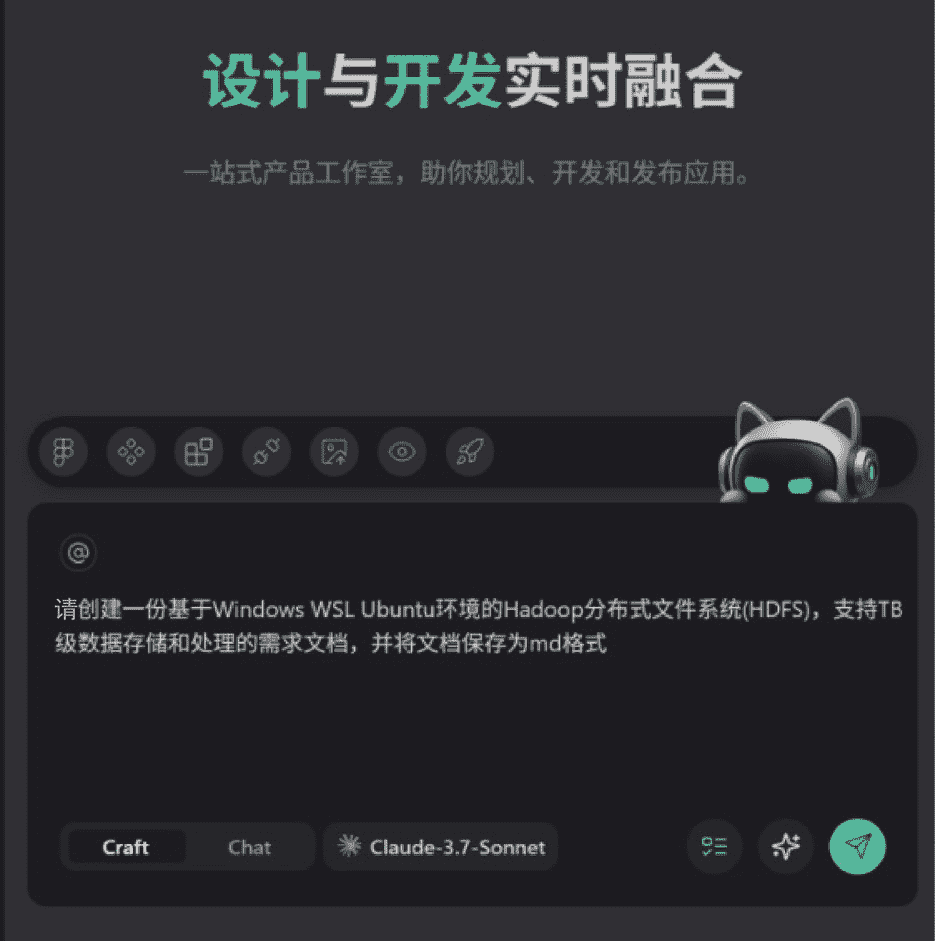 设计与开发实时融合
一站式产品工作室，助你规划、开发和发布应用。
@
请创建一份基于Windows WSL Ubuntu环境的Hadoop分布式文件系统(HDFS)，支持TB
级数据存储和处理的需求文档，并将文档保存为md格式
Craft Chat Claude-3.7-Sonnet